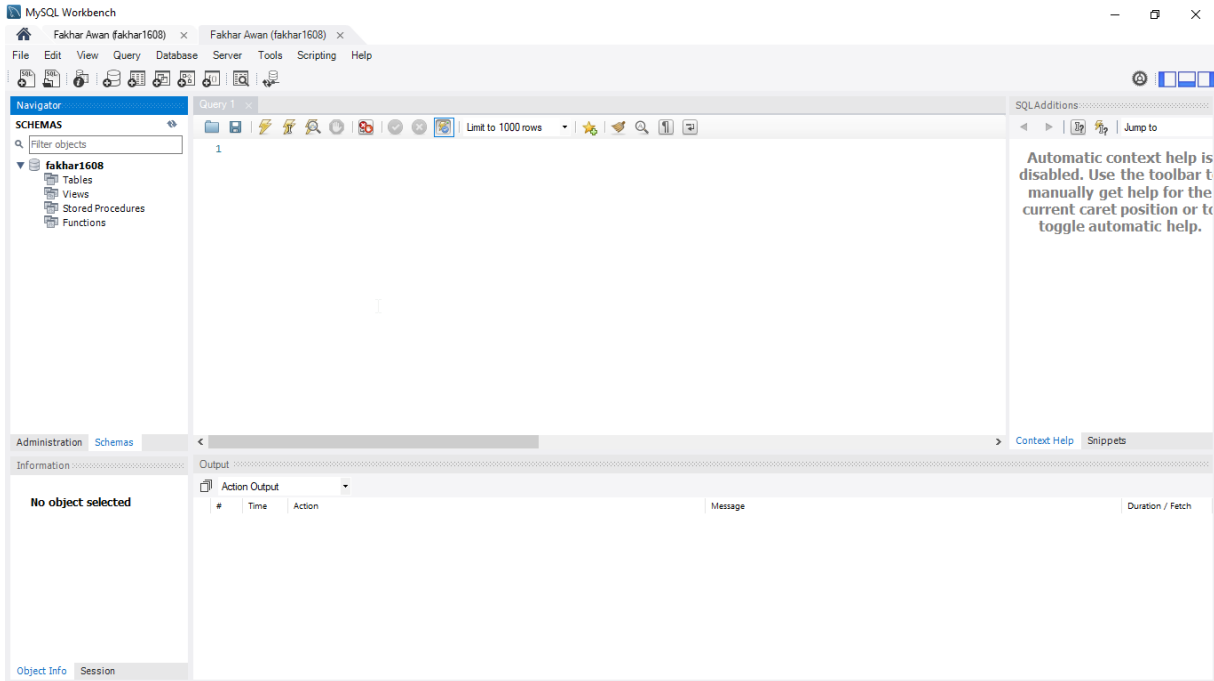 MySQL Workbench
Fakhar Awan (fakhar1608) × Fakhar Awan (fakhar1608) ×
File Edit View Query Database Server Tools Scripting Help
Navigator
SCHEMAS
Filter objects
fakhar1608
Tables
Views
Stored Procedures
Functions
Administration Schemas
Information
No object selected
Object Info Session
Query 1 ×
Limit to 1000 rows
1
Output
Action Output
# Time Action Message Duration / Fetch
SQLAdditions
Jump to
Automatic context help is
disabled. Use the toolbar t
manually get help for the
current caret position or to
toggle automatic help.
Context Help Snippets